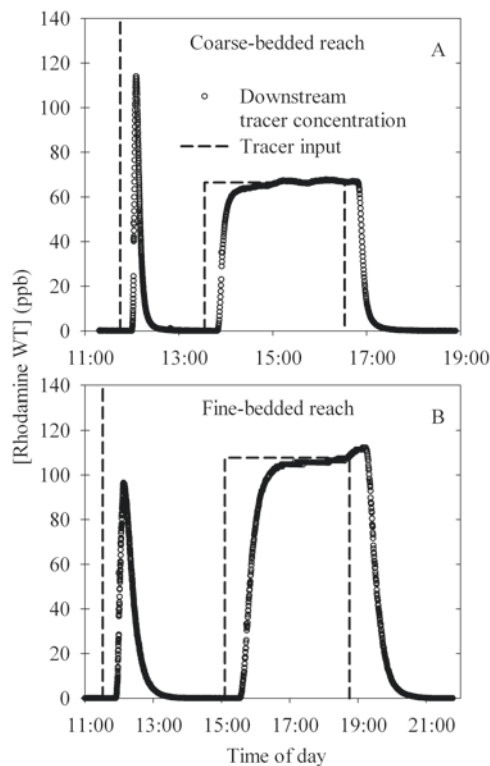 140
Coarse-bedded reach
A
120
Downstream
tracer concentration
100
Tracer input
80
60
40
20
0
11:00 13:00 15:00 17:00 19:00
[Rhodamine WT] (ppb)
140
Fine-bedded reach
B
120
100
80
60
40
20
0
11:00 13:00 15:00 17:00 19:00 21:00
Time of day